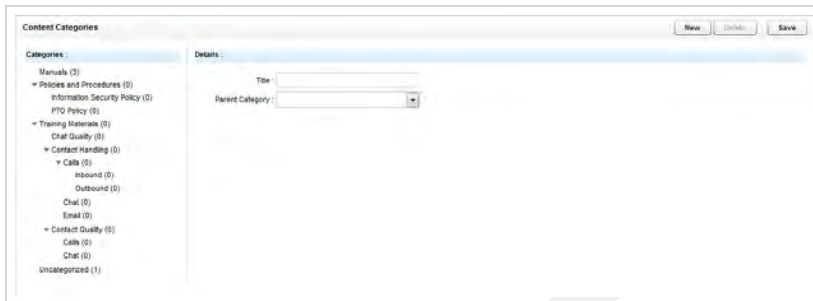 Content Categories
New Delete Save
Categories :
Details :
Manuals (3)
Title :
Policies and Procedures (0)
Parent Category :
Information Security Policy (0)
PTO Policy (0)
Training Materials (0)
Chat Quality (0)
Contact Handling (0)
Calls (0)
Inbound (0)
Outbound (0)
Chat (0)
Email (0)
Contact Quality (0)
Calls (0)
Chat (0)
Uncategorized (1)